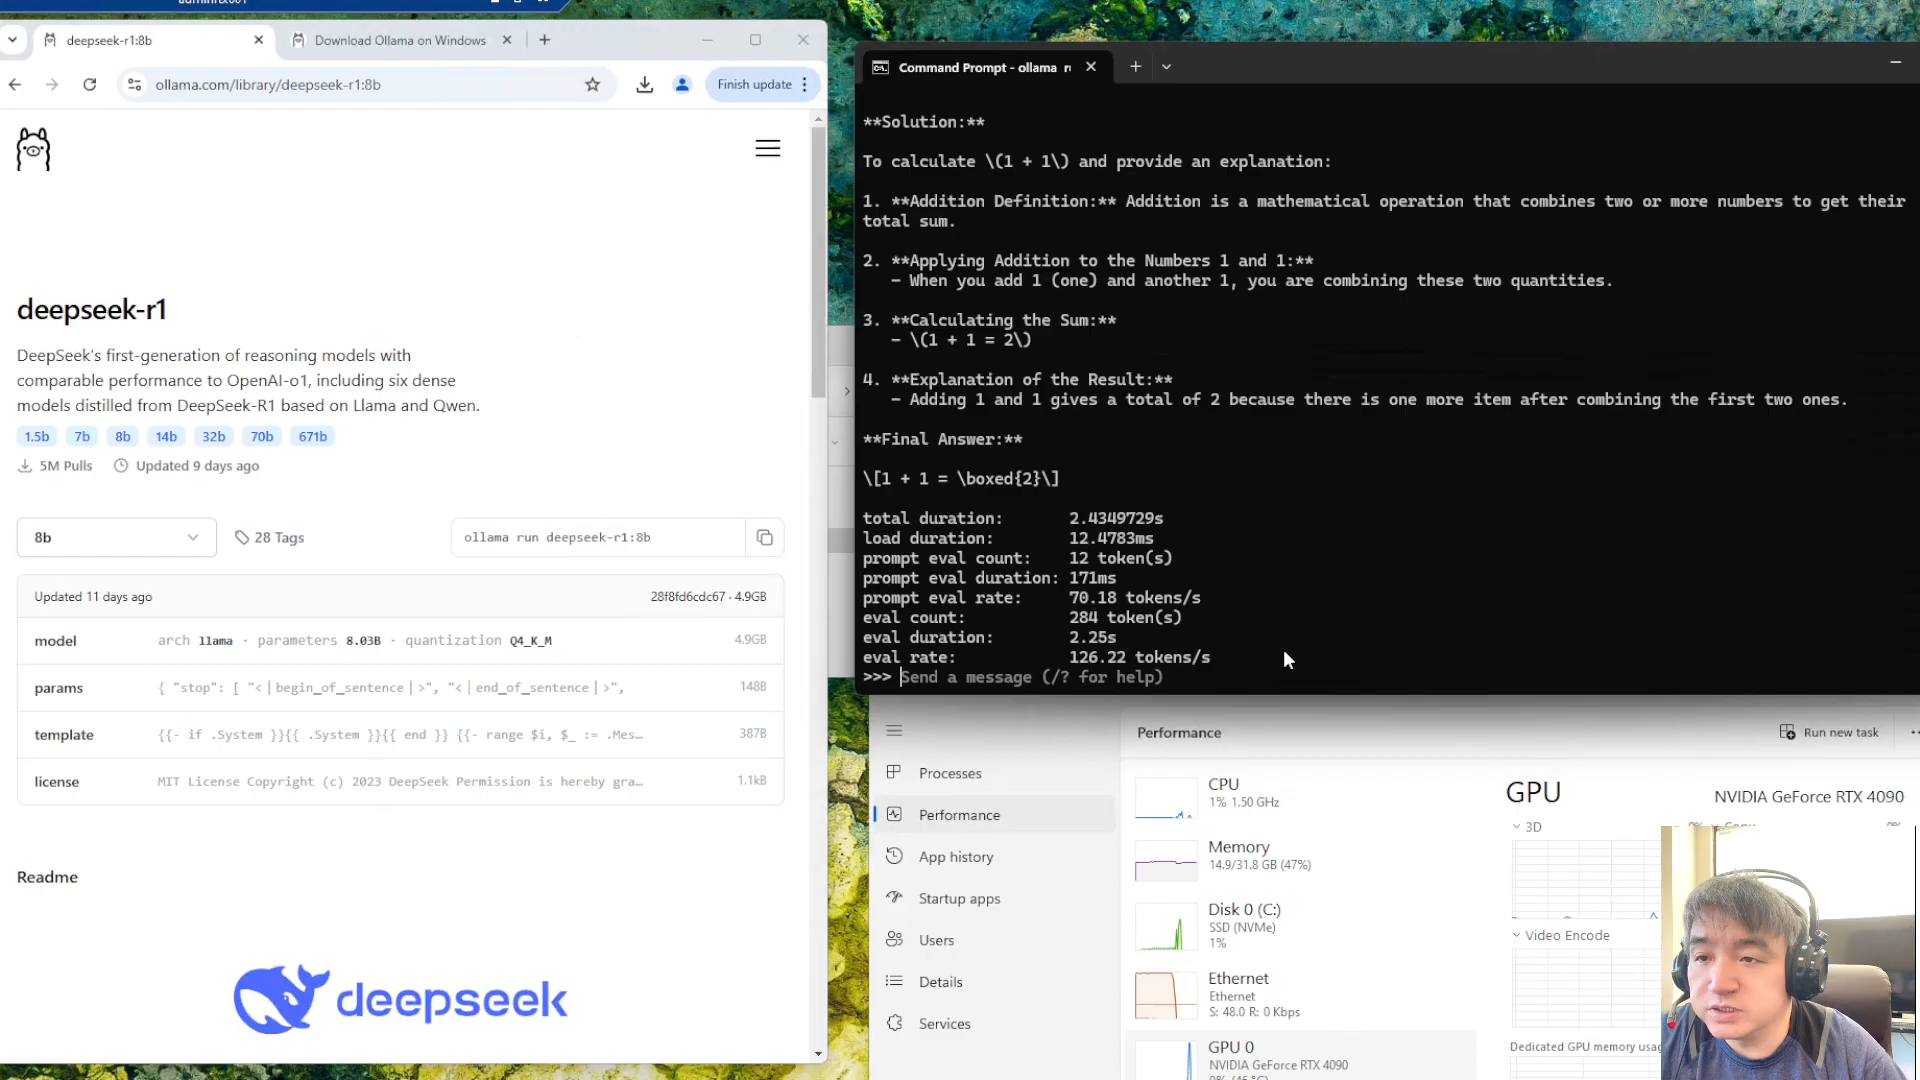 deepseek-r1:8b
Download Ollama on Windows
ollama.com/library/deepseek-r1:8b
Finish update
deepseek-r1
DeepSeek's first-generation of reasoning models with
comparable performance to OpenAI-o1, including six dense
models distilled from DeepSeek-R1 based on Llama and Qwen.
1.5b 7b 8b 14b 32b 70b 671b
5M Pulls Updated 9 days ago
8b
28 Tags
ollama run deepseek-r1:8b
Updated 11 days ago
28f8fd6cdc67 · 4.9GB
model arch llama · parameters 8.03B · quantization Q4_K_M 4.9GB
params { "stop": [ "<|begin_of_sentence|>", "<|end_of_sentence|>", 148B
template {{- if .System }}{{ .System }}{{ end }} {{- range $i, $_ := .Mes… 387B
license MIT License Copyright (c) 2023 DeepSeek Permission is hereby gra… 1.1kB
Readme
deepseek
Command Prompt - ollama
**Solution:**
To calculate \(1 + 1\) and provide an explanation:
1. **Addition Definition:** Addition is a mathematical operation that combines two or more numbers to get their
total sum.
2. **Applying Addition to the Numbers 1 and 1:**
- When you add 1 (one) and another 1, you are combining these two quantities.
3. **Calculating the Sum:**
- \(1 + 1 = 2\)
4. **Explanation of the Result:**
- Adding 1 and 1 gives a total of 2 because there is one more item after combining the first two ones.
**Final Answer:**
\[1 + 1 = \boxed{2}\]
total duration: 2.4349729s
load duration: 12.4783ms
prompt eval count: 12 token(s)
prompt eval duration: 171ms
prompt eval rate: 70.18 tokens/s
eval count: 284 token(s)
eval duration: 2.25s
eval rate: 126.22 tokens/s
>>> Send a message (/? for help)
Performance
Run new task
Processes
Performance
App history
Startup apps
Users
Details
Services
CPU
1% 1.50 GHz
Memory
14.9/31.8 GB (47%)
Disk 0 (C:)
SSD (NVMe)
1%
Ethernet
Ethernet
S: 48.0 R: 0 Kbps
GPU 0
NVIDIA GeForce RTX 4090
GPU
NVIDIA GeForce RTX 4090
3D
Video Encode
Dedicated GPU memory